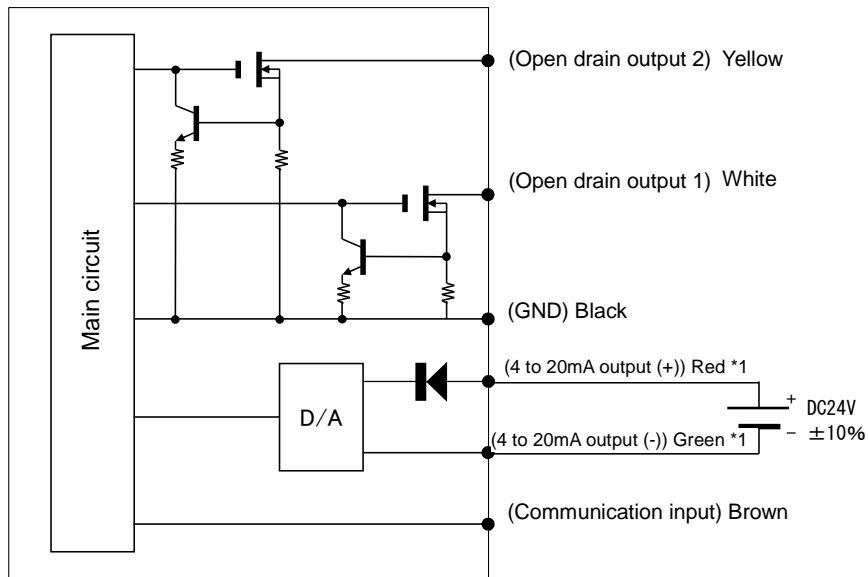 (Open drain output 2) Yellow
(Open drain output 1) White
Main circuit
(GND) Black
(4 to 20mA output (+)) Red *1
D/A
+
DC24V
−
±10%
(4 to 20mA output (-)) Green *1
(Communication input) Brown